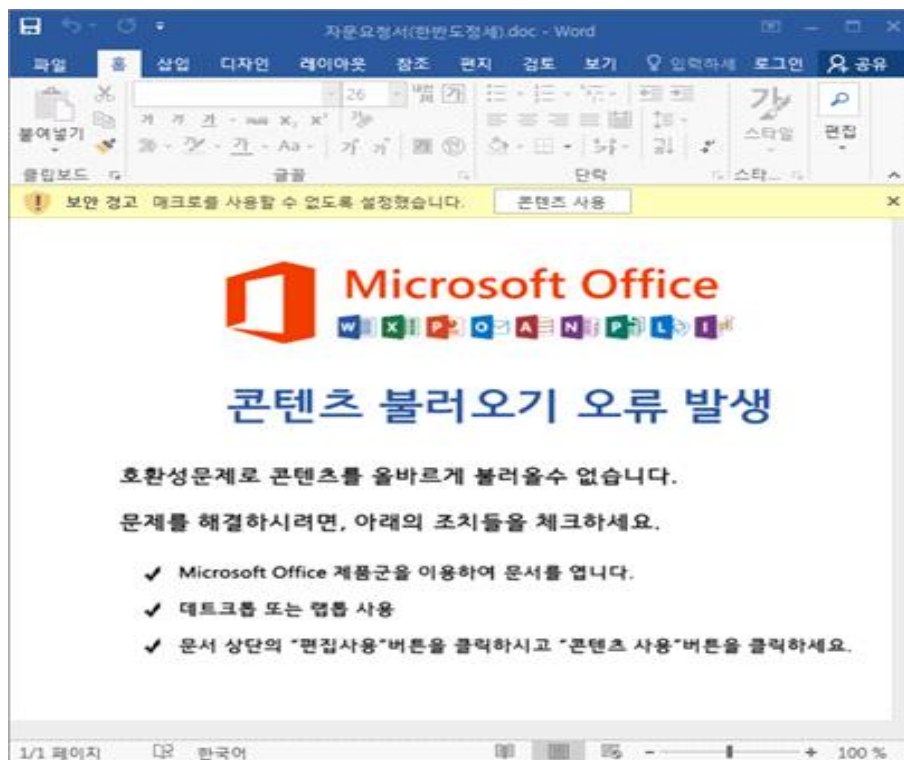 자문요청서(한반도정세).doc - Word
파일 홈 삽입 디자인 레이아웃 참조 편지 검토 보기 입력하세 로그인 공유
26
붙여넣기
가 가 가 x, x'
Aa
스타일
편집
클립보드 글꼴 단락 스타...
보안 경고 매크로를 사용할 수 없도록 설정했습니다. 콘텐츠 사용
Microsoft Office
W X P O A N P L I
콘텐츠 불러오기 오류 발생
호환성문제로 콘텐츠를 올바르게 불러올수 없습니다.
문제를 해결하시려면, 아래의 조치들을 체크하세요.
Microsoft Office 제품군을 이용하여 문서를 엽니다.
데트크톱 또는 랩톱 사용
문서 상단의 "편집사용"버튼을 클릭하시고 "콘텐츠 사용"버튼을 클릭하세요.
1/1 페이지 한국어 100 %